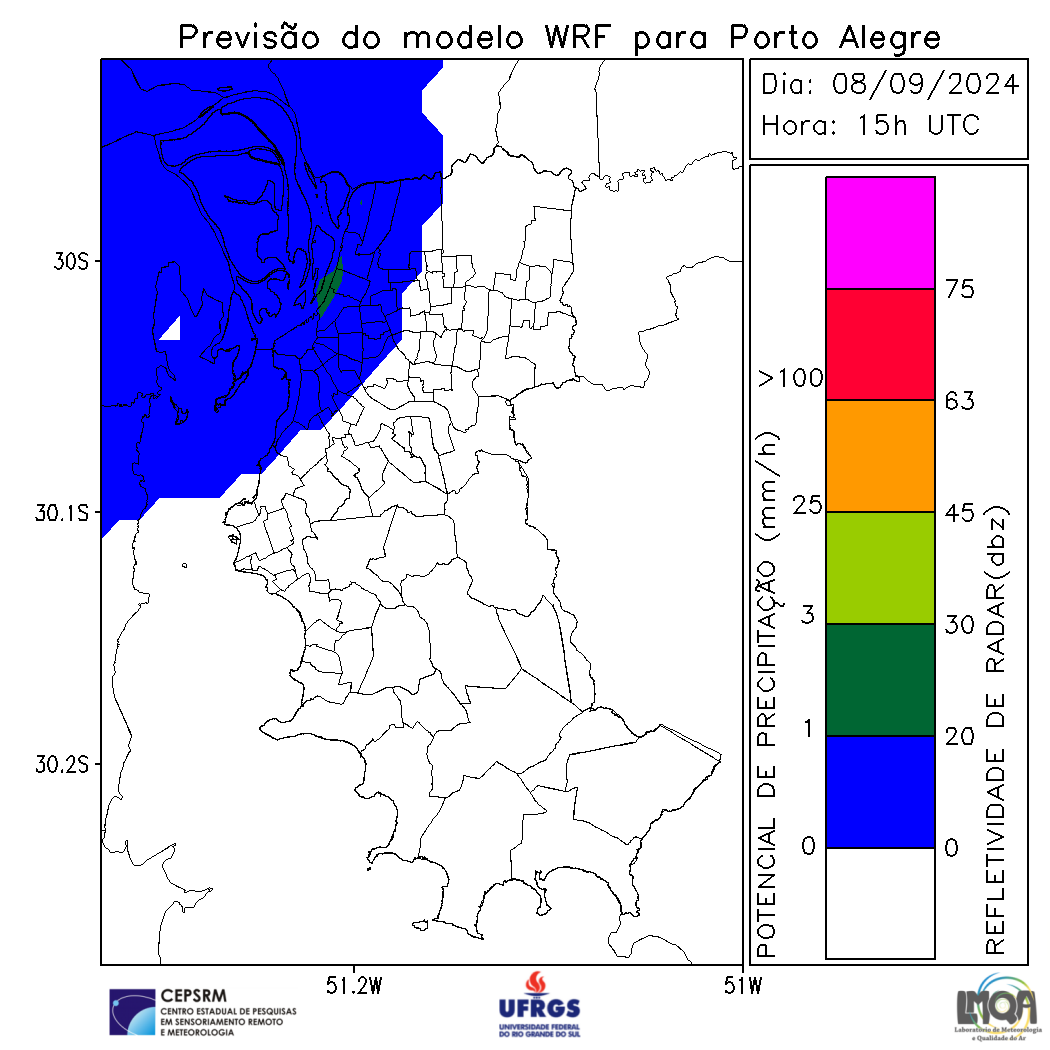 Previsão do modelo WRF para Porto Alegre
Dia: 08/09/2024
Hora: 15h UTC
30S
30.1S
30.2S
51.2W
51W
POTENCIAL DE PRECIPITAÇÃO (mm/h)
>100
25
3
1
0
75
63
45
30
20
0
REFLETIVIDADE DE RADAR(dbz)
CEPSRM
CENTRO ESTADUAL DE PESQUISAS
EM SENSORIAMENTO REMOTO
E METEOROLOGIA
UFRGS
UNIVERSIDADE FEDERAL
DO RIO GRANDE DO SUL
LMQA
Laboratório de Meteorologia
e Qualidade do Ar